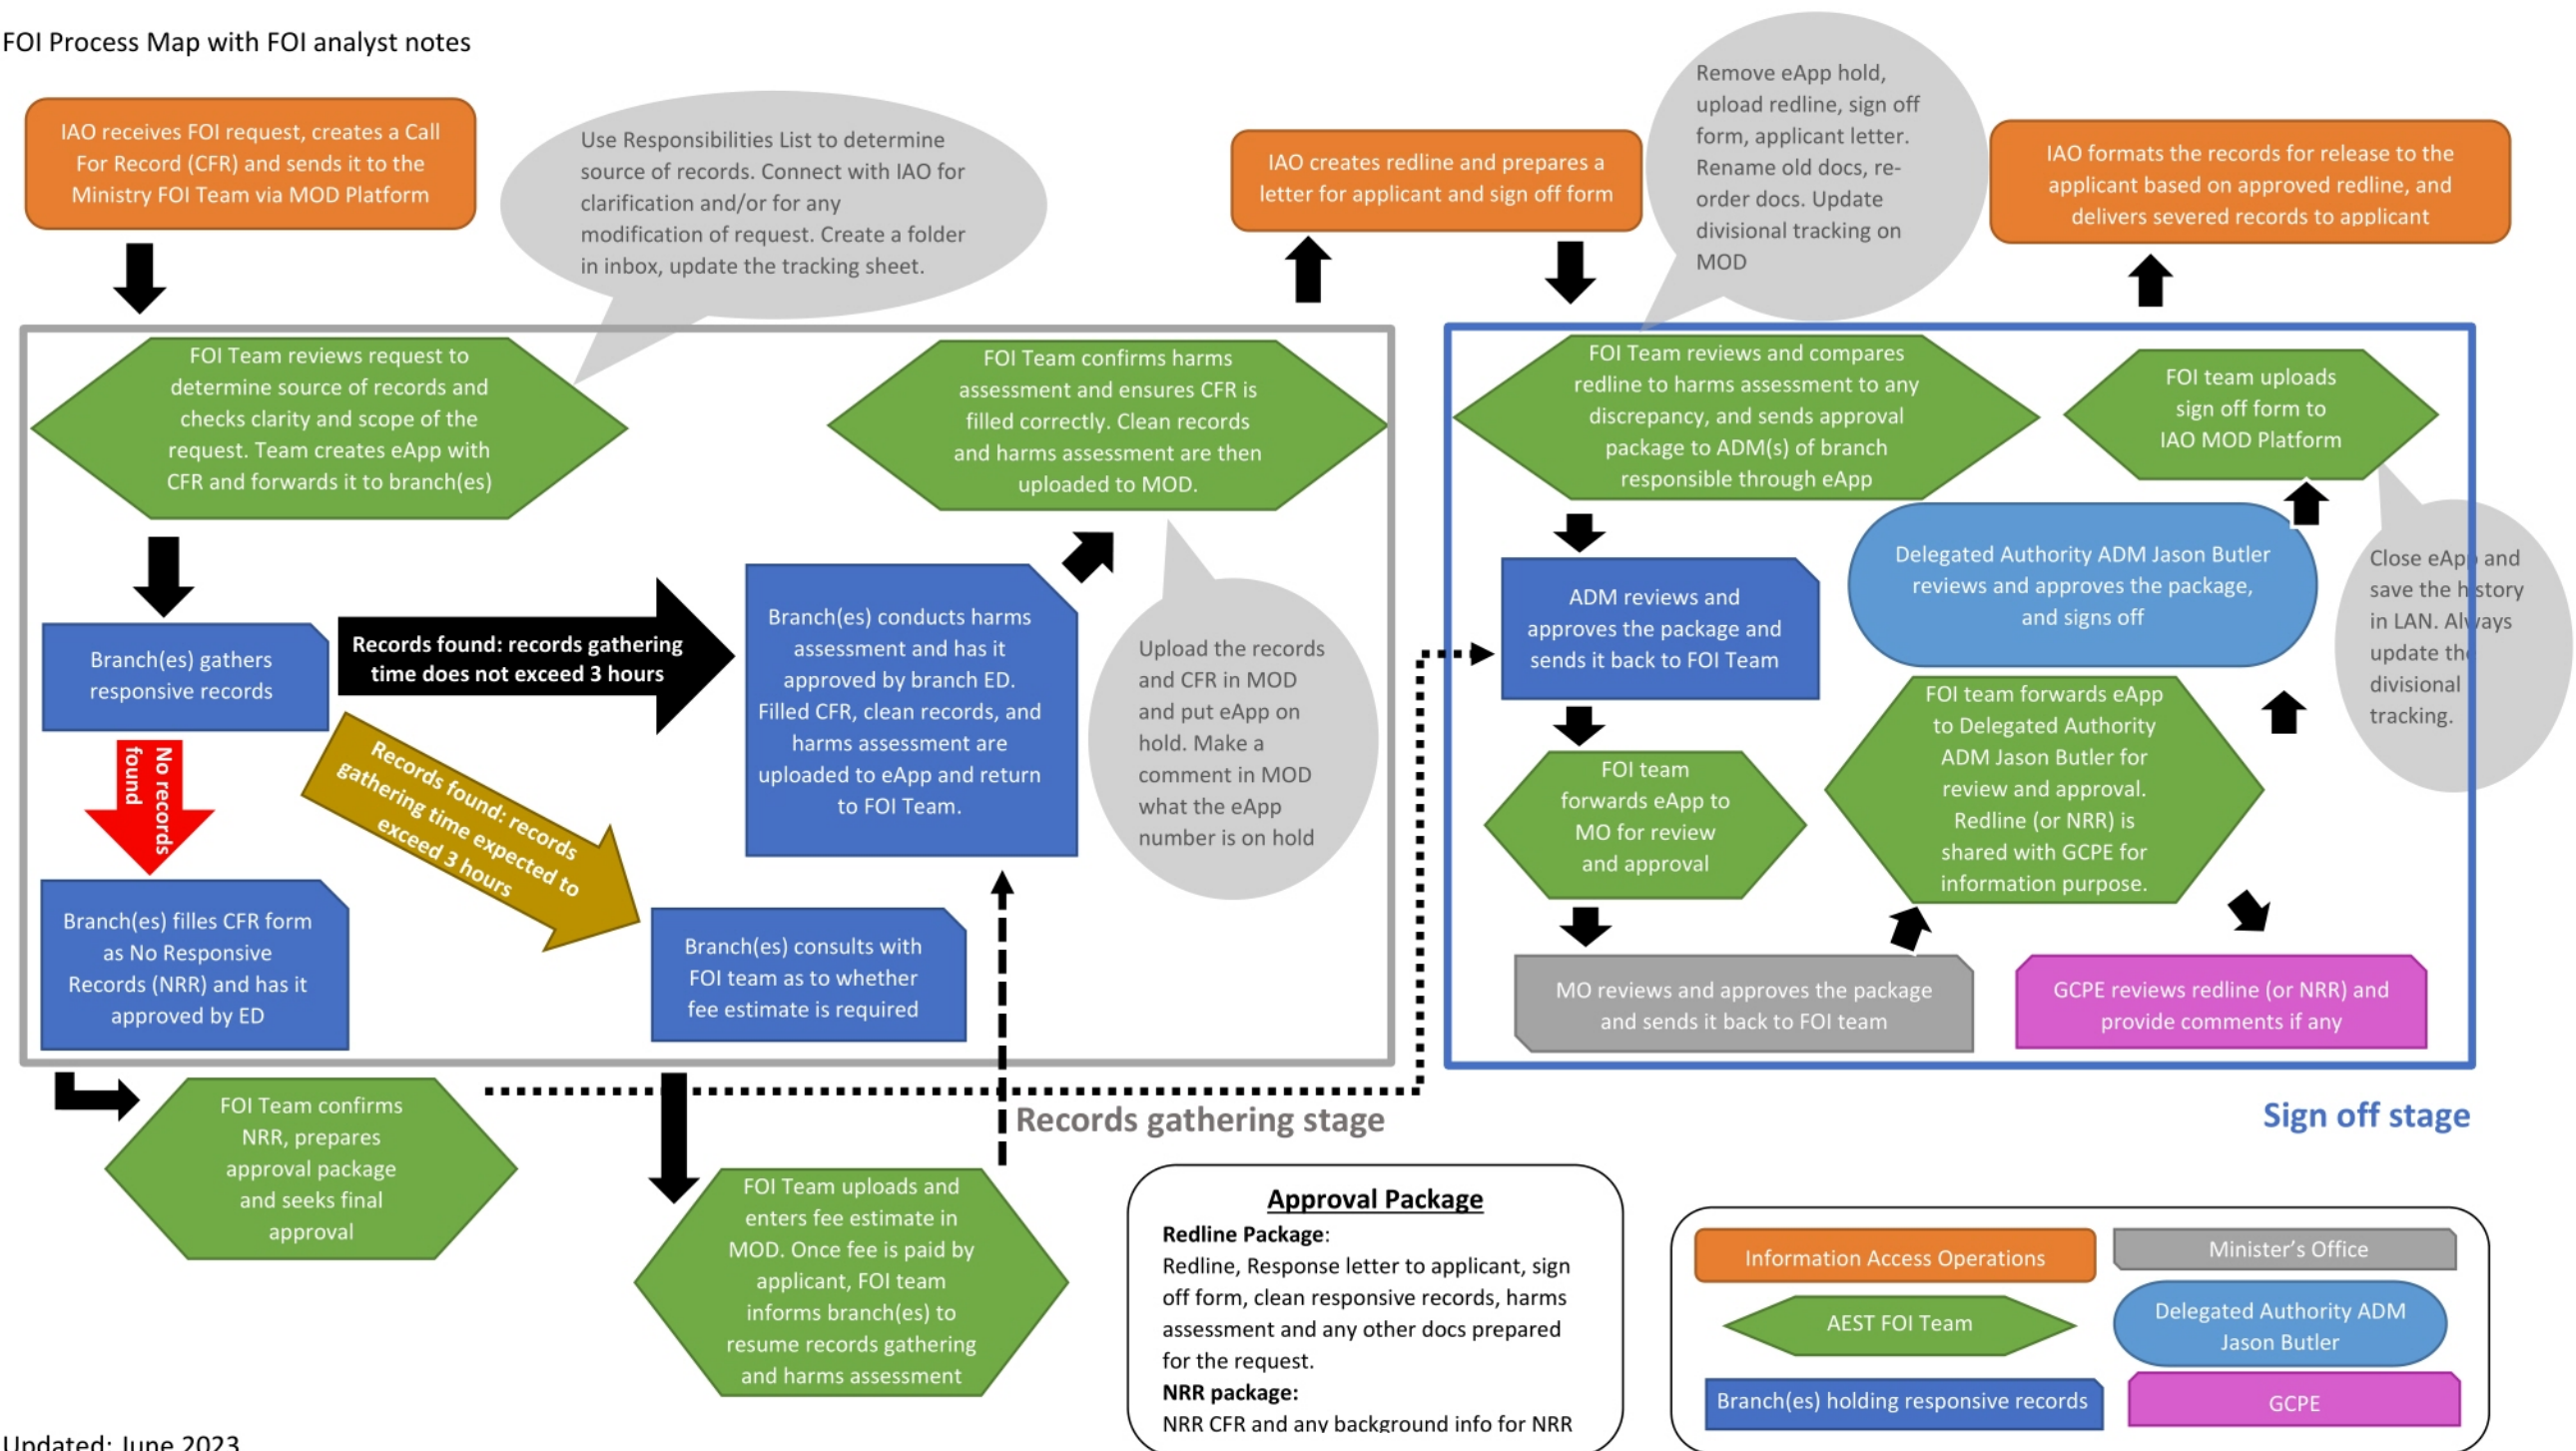 FOI Process Map with FOI analyst notes
IAO receives FOI request, creates a Call
For Record (CFR) and sends it to the
Ministry FOI Team via MOD Platform
Use Responsibilities List to determine
source of records. Connect with IAO for
clarification and/or for any
modification of request. Create a folder
in inbox, update the tracking sheet.
IAO creates redline and prepares a
letter for applicant and sign off form
Remove eApp hold,
upload redline, sign off
form, applicant letter.
Rename old docs, re-
order docs. Update
divisional tracking on
MOD
IAO formats the records for release to the
applicant based on approved redline, and
delivers severed records to applicant
FOI Team reviews request to
determine source of records and
checks clarity and scope of the
request. Team creates eApp with
CFR and forwards it to branch(es)
FOI Team confirms harms
assessment and ensures CFR is
filled correctly. Clean records
and harms assessment are then
uploaded to MOD.
FOI Team reviews and compares
redline to harms assessment to any
discrepancy, and sends approval
package to ADM(s) of branch
responsible through eApp
FOI team uploads
sign off form to
IAO MOD Platform
Branch(es) gathers
responsive records
Records found: records gathering
time does not exceed 3 hours
Branch(es) conducts harms
assessment and has it
approved by branch ED.
Filled CFR, clean records, and
harms assessment are
uploaded to eApp and return
to FOI Team.
Upload the records
and CFR in MOD
and put eApp on
hold. Make a
comment in MOD
what the eApp
number is on hold
ADM reviews and
approves the package and
sends it back to FOI Team
Delegated Authority ADM Jason Butler
reviews and approves the package,
and signs off
Close eApp and
save the history
in LAN. Always
update the
divisional
tracking.
No records
found
Records found: records
gathering time expected to
exceed 3 hours
FOI team
forwards eApp to
MO for review
and approval
FOI team forwards eApp
to Delegated Authority
ADM Jason Butler for
review and approval.
Redline (or NRR) is
shared with GCPE for
information purpose.
Branch(es) filles CFR form
as No Responsive
Records (NRR) and has it
approved by ED
Branch(es) consults with
FOI team as to whether
fee estimate is required
MO reviews and approves the package
and sends it back to FOI team
GCPE reviews redline (or NRR) and
provide comments if any
FOI Team confirms
NRR, prepares
approval package
and seeks final
approval
Records gathering stage
Sign off stage
FOI Team uploads and
enters fee estimate in
MOD. Once fee is paid by
applicant, FOI team
informs branch(es) to
resume records gathering
and harms assessment
Approval Package
Redline Package:
Redline, Response letter to applicant, sign
off form, clean responsive records, harms
assessment and any other docs prepared
for the request.
NRR package:
NRR CFR and any background info for NRR
Information Access Operations
Minister's Office
AEST FOI Team
Delegated Authority ADM
Jason Butler
Branch(es) holding responsive records
GCPE
Updated: June 2023